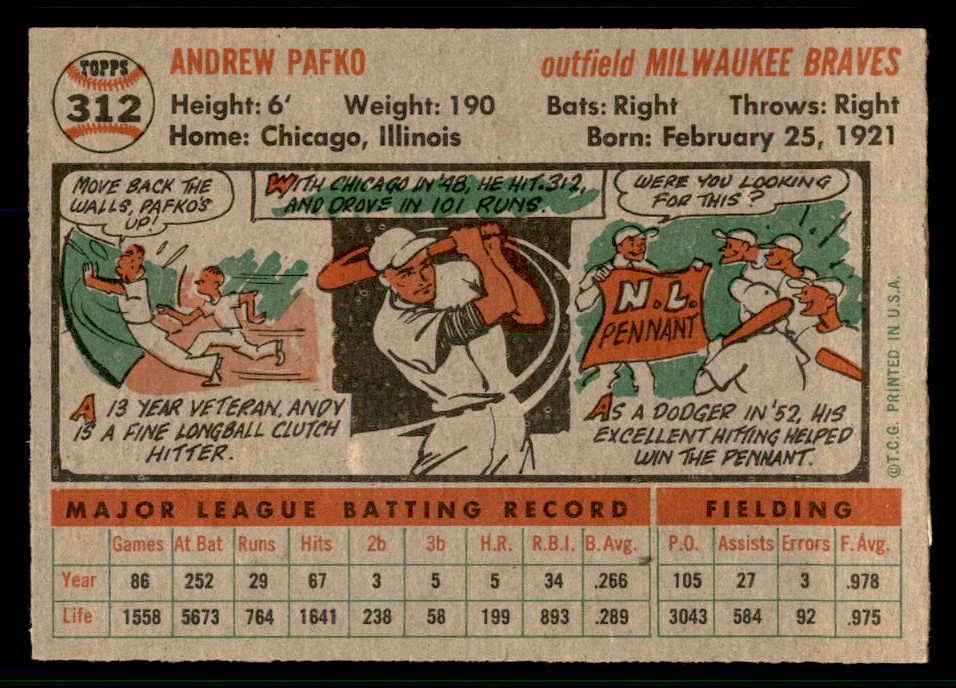 TOPPS
312
ANDREW PAFKO
outfield MILWAUKEE BRAVES
Height: 6' Weight: 190 Bats: Right Throws: Right
Home: Chicago, Illinois Born: February 25, 1921
MOVE BACK THE
WALLS, PAFKO'S
UP!
WITH CHICAGO IN '48, HE HIT .312,
AND DROVE IN 101 RUNS.
WERE YOU LOOKING
FOR THIS?
N.L.
PENNANT
A 13 YEAR VETERAN, ANDY
IS A FINE LONGBALL CLUTCH
HITTER.
AS A DODGER IN '52, HIS
EXCELLENT HITTING HELPED
WIN THE PENNANT.
©T.C.G. PRINTED IN U.S.A.
MAJOR LEAGUE BATTING RECORD FIELDING
Games At Bat Runs Hits 2b 3b H.R. R.B.I. B.Avg. P.O. Assists Errors F. Avg.
Year 86 252 29 67 3 5 5 34 .266 105 27 3 .978
Life 1558 5673 764 1641 238 58 199 893 .289 3043 584 92 .975